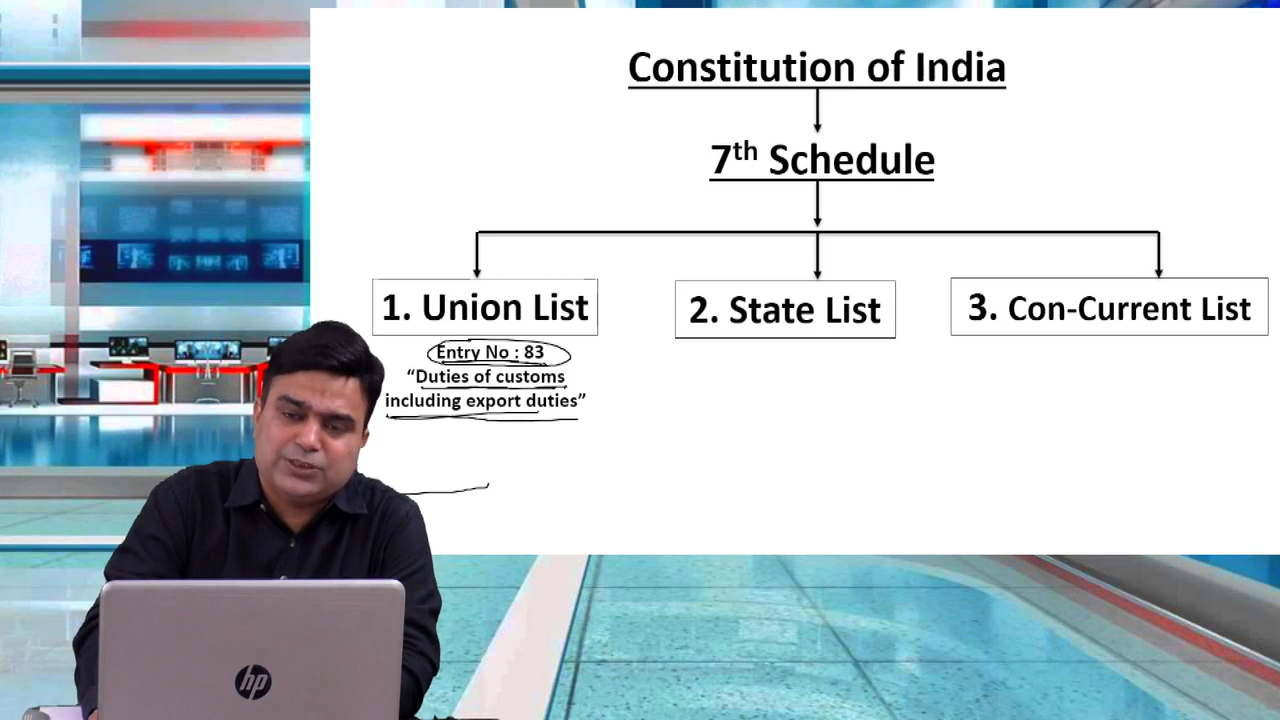 Constitution of India
7th Schedule
1. Union List
2. State List
3. Con-Current List
Entry No : 83
“Duties of customs
including export duties”
hp